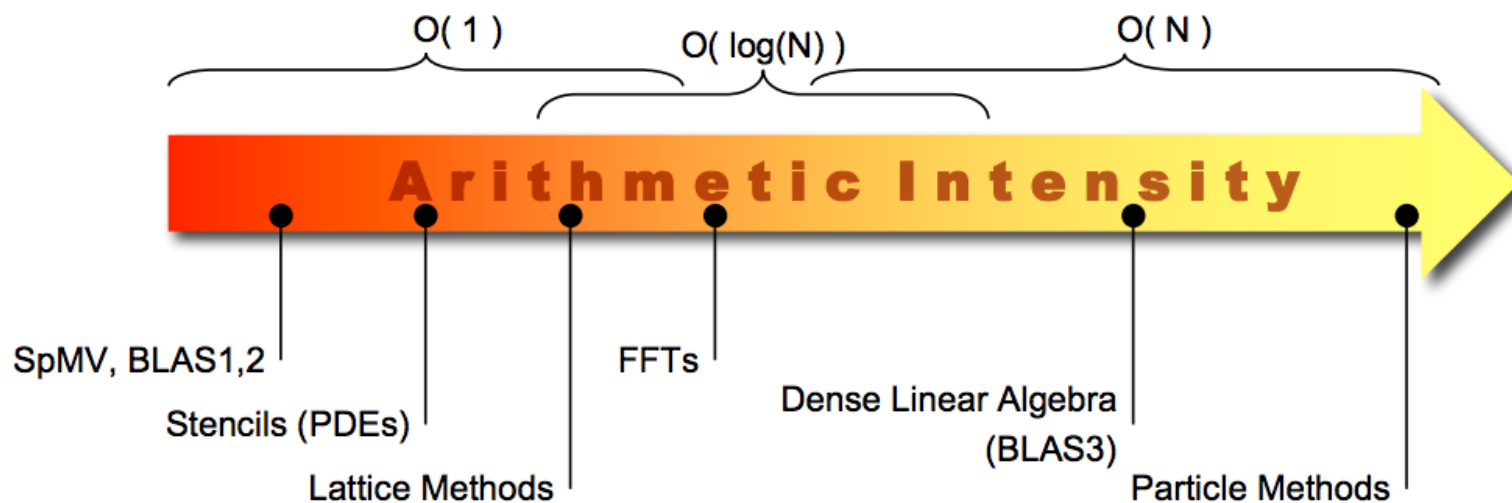 O( 1 )
O( log(N) )
O( N )
Arithmetic Intensity
SpMV, BLAS1,2
FFTs
Stencils (PDEs)
Dense Linear Algebra
(BLAS3)
Lattice Methods
Particle Methods